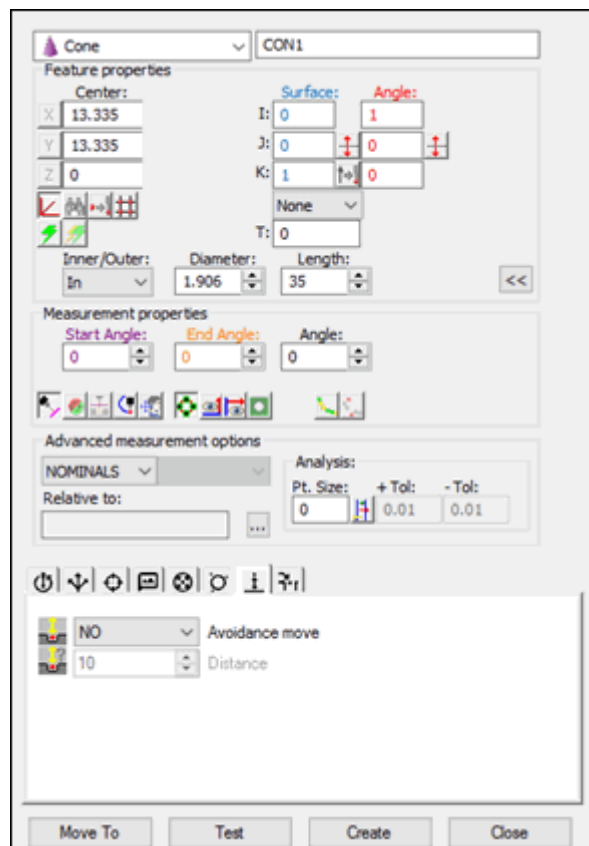 Cone CON1
Feature properties
Center: Surface: Angle:
X 13.335 I: 0 1
Y 13.335 J: 0 0
Z 0 K: 1 0
None
T: 0
Inner/Outer: Diameter: Length:
In 1.906 35 <<
Measurement properties
Start Angle: End Angle: Angle:
0 0 0
Advanced measurement options
NOMINALS Analysis:
Pt. Size: + Tol: - Tol:
Relative to: 0 0.01 0.01
...
NO Avoidance move
10 Distance
Move To Test Create Close